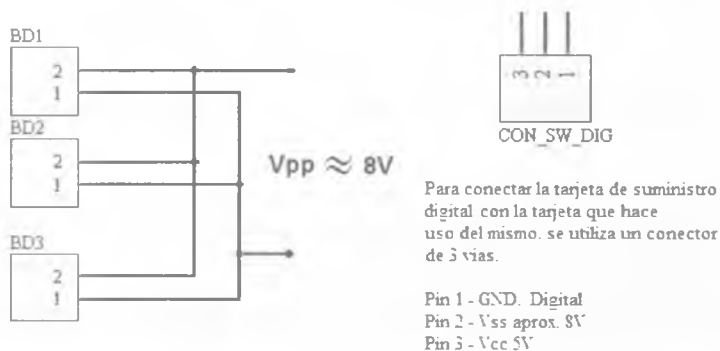 BD1
2
1
BD2
2
1
Vpp ≈ 8V
BD3
2
1
3 2 1
CON_SW_DIG
Para conectar la tarjeta de suministro
digital con la tarjeta que hace
uso del mismo. se utiliza un conector
de 3 vias.
Pin 1 - GND. Digital
Pin 2 - Vss aprox. 8V
Pin 3 - Vcc 5V